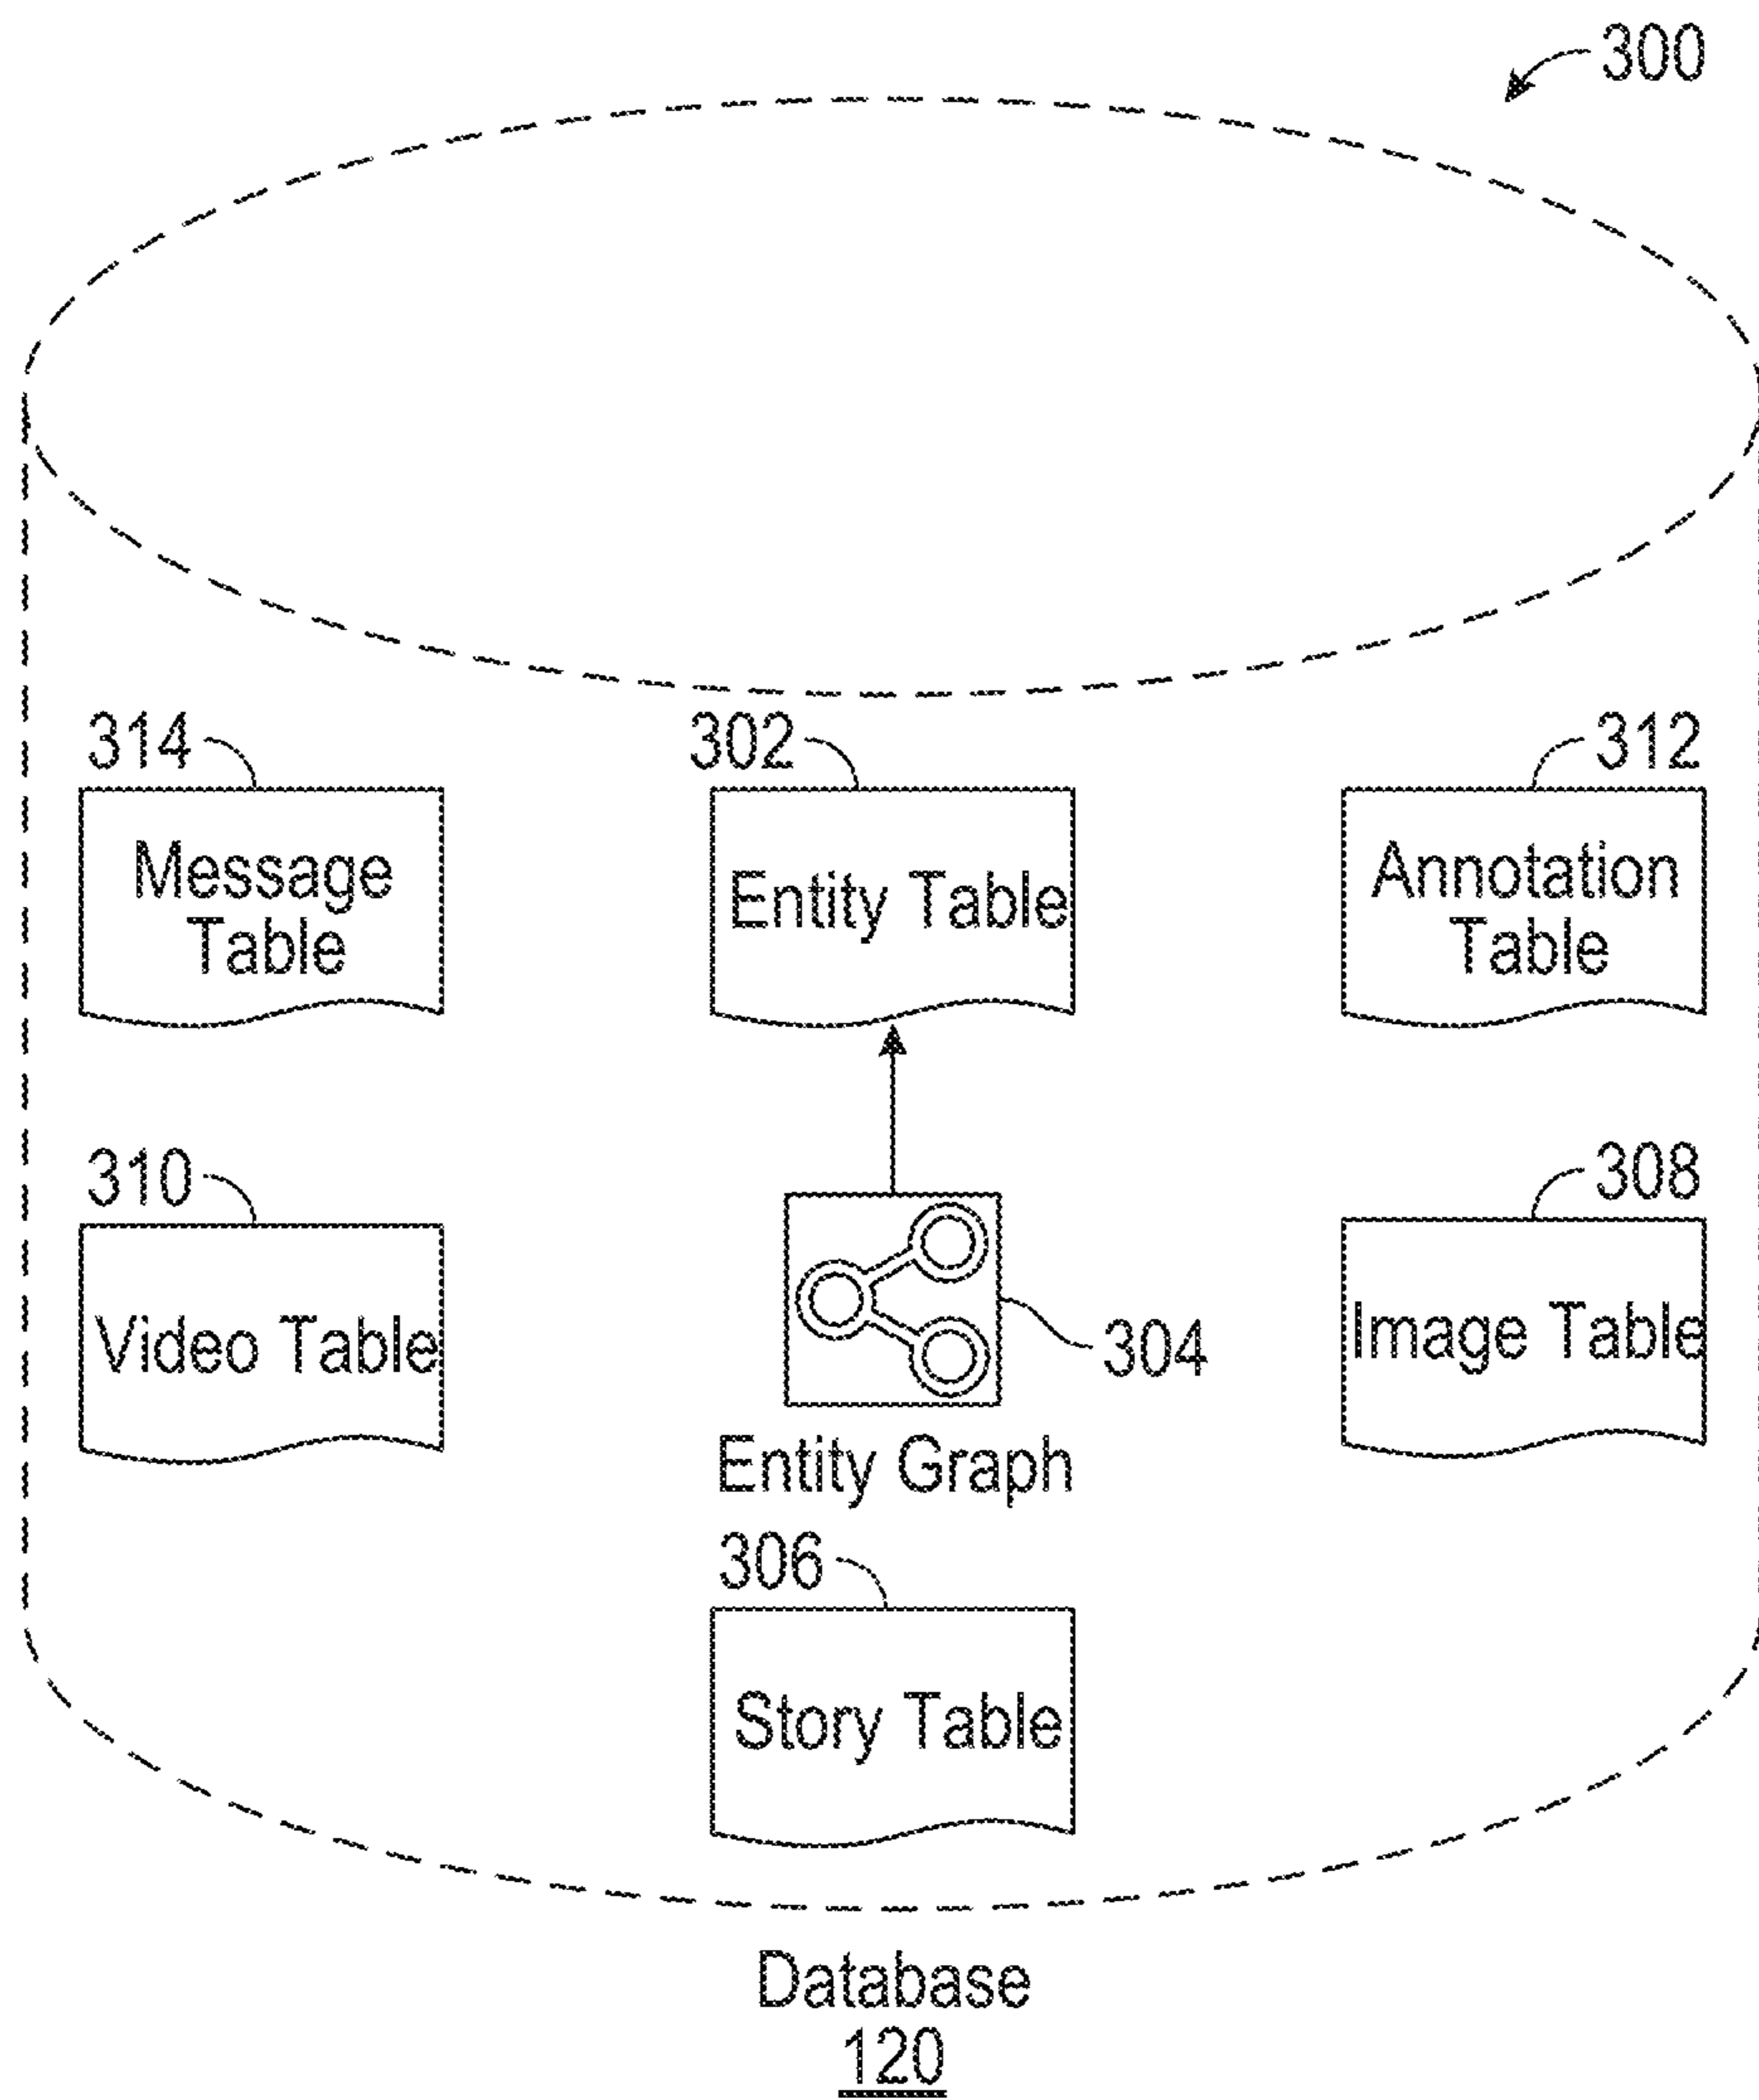 300
314
302
312
Message
Table
Entity Table
Annotation
Table
310
308
Video Table
304
Image Table
Entity Graph
306
Story Table
Database
120